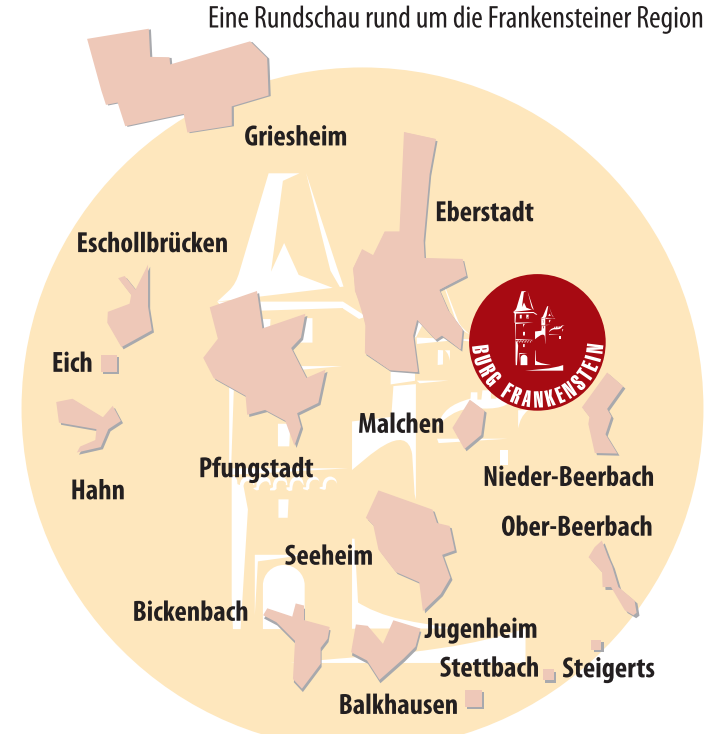 Eine Rundschau rund um die Frankensteiner Region
Griesheim
Eberstadt
Eschollbrücken
BURG FRANKENSTEIN
Eich
Malchen
Pfungstadt
Nieder-Beerbach
Hahn
Ober-Beerbach
Seeheim
Bickenbach
Jugenheim
Stettbach
Steigerts
Balkhausen